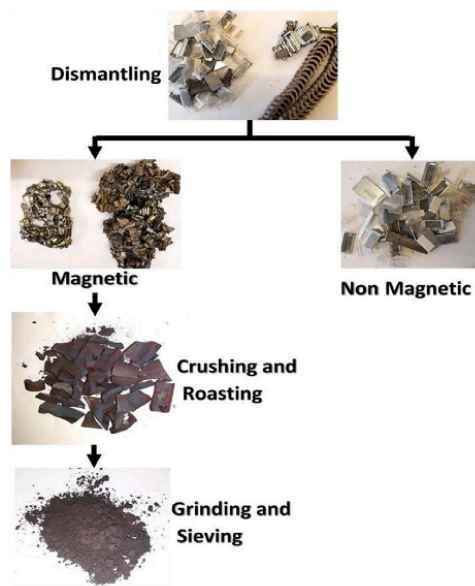 Dismantling
Magnetic
Non Magnetic
Crushing and
Roasting
Grinding and
Sieving